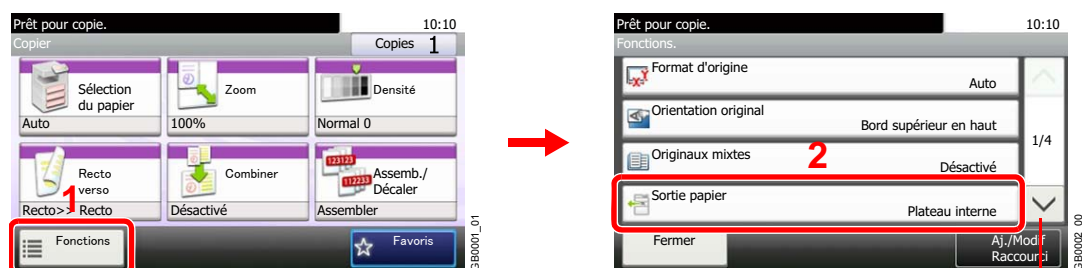 Prêt pour copie. 10:10
Copier Copies 1
Sélection du papier
Auto
Zoom
100%
Densité
Normal 0
Recto verso
Recto>> Recto
Combiner
Désactivé
Assemb./ Décaler
Assembler
123123
112233
1
Fonctions
Favoris
GB0001_01
Prêt pour copie. 10:10
Fonctions.
Format d'origine
Auto
Orientation original
Bord supérieur en haut
1/4
Originaux mixtes
Désactivé
2
Sortie papier
Plateau interne
Fermer
Aj./Modif
Raccourci
GB0002_00